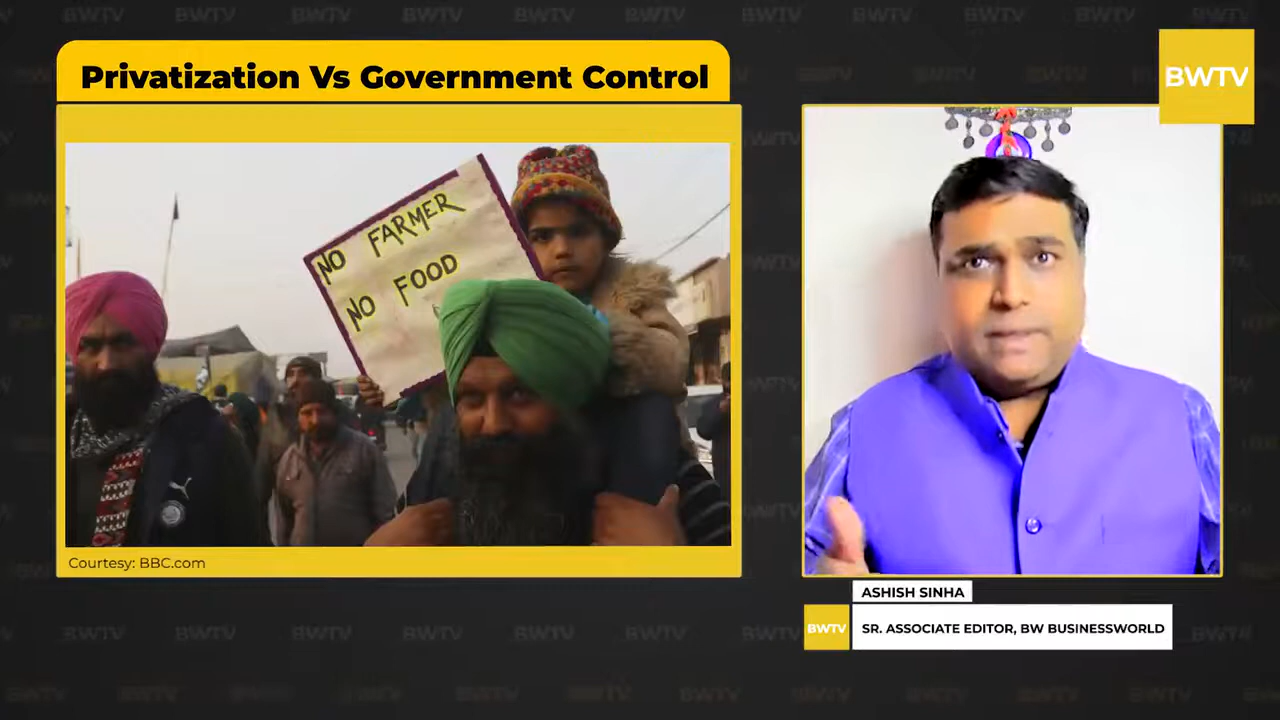 Privatization Vs Government Control
BWTV
NO FARMER
NO FOOD
Courtesy: BBC.com
ASHISH SINHA
BWTV
SR. ASSOCIATE EDITOR, BW BUSINESSWORLD